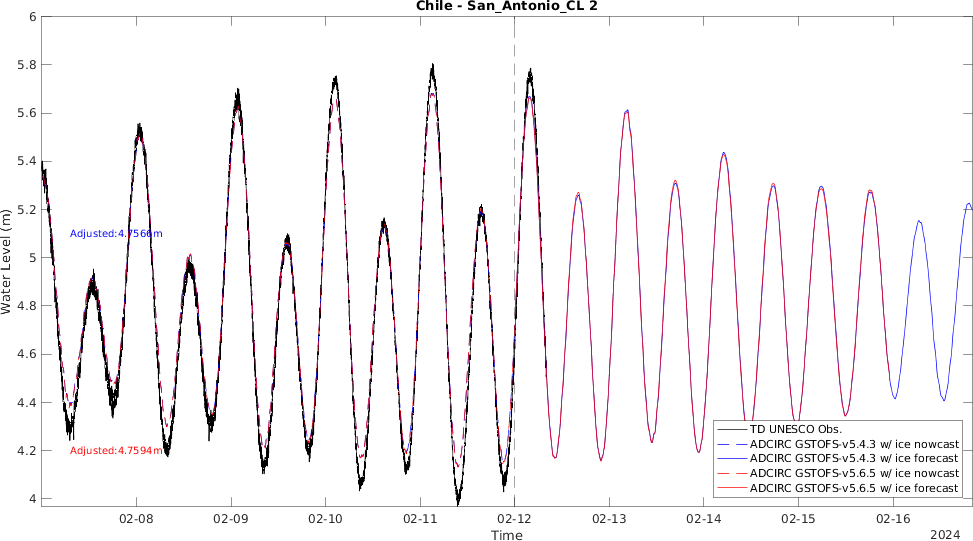 Chile - San_Antonio_CL 2
Water Level (m)
6
5.8
5.6
5.4
5.2
5
4.8
4.6
4.4
4.2
4
Adjusted:4.7566m
Adjusted:4.7594m
TD UNESCO Obs.
ADCIRC GSTOFS-v5.4.3 w/ ice nowcast
ADCIRC GSTOFS-v5.4.3 w/ ice forecast
ADCIRC GSTOFS-v5.6.5 w/ ice nowcast
ADCIRC GSTOFS-v5.6.5 w/ ice forecast
02-08 02-09 02-10 02-11 02-12 02-13 02-14 02-15 02-16
Time
2024